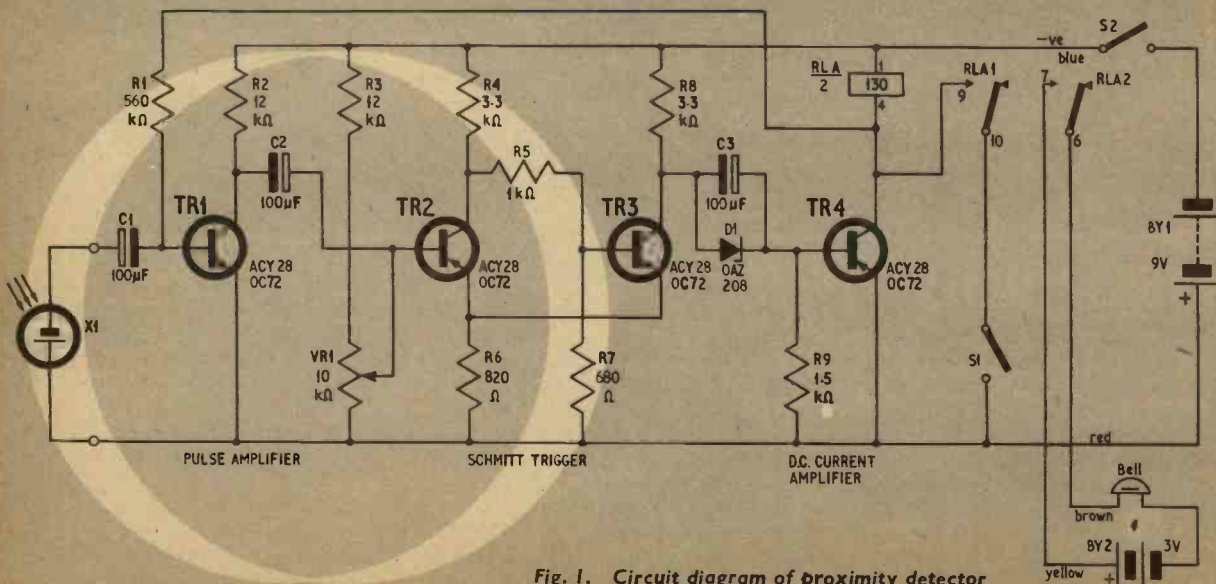 R1
560
kΩ
R2
12
kΩ
R3
12
kΩ
R4
3·3
kΩ
R5
1kΩ
R8
3·3
kΩ
RLA
2
1
130
4
-ve
blue
S2
RLA1
9
10
7
RLA2
6
C1
100µF
C2
100µF
C3
100µF
D1
OAZ
208
TR1
ACY 28
OC72
TR2
ACY 28
OC72
TR3
ACY 28
OC72
TR4
ACY28
OC72
BY1
9V
+
X1
VR1
10
kΩ
R6
820
Ω
R7
680
Ω
R9
1·5
kΩ
S1
red
PULSE AMPLIFIER
SCHMITT TRIGGER
D.C. CURRENT
AMPLIFIER
Bell
brown
BY2
3V
yellow
+
Fig. 1. Circuit diagram of proximity detector